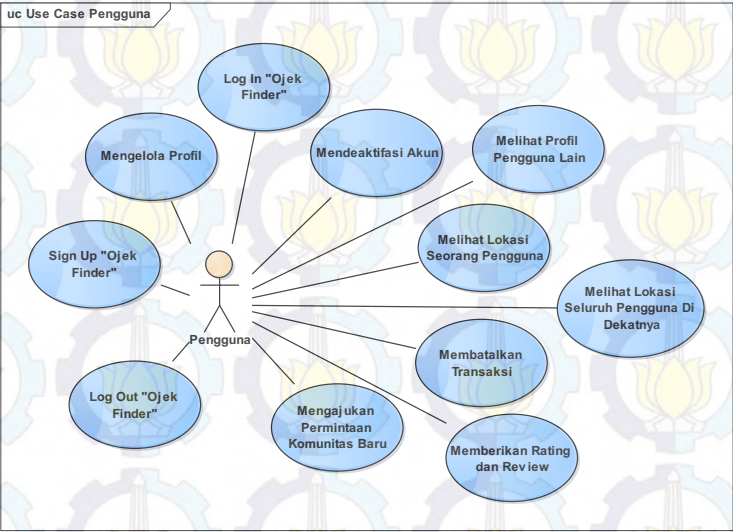 uc Use Case Pengguna
Log In "Ojek
Finder"
Mengelola Profil
Mendeaktifasi Akun
Melihat Profil
Pengguna Lain
Sign Up "Ojek
Finder"
Melihat Lokasi
Seorang Pengguna
Melihat Lokasi
Seluruh Pengguna Di
Dekatnya
Pengguna
Membatalkan
Transaksi
Log Out "Ojek
Finder"
Mengajukan
Permintaan
Komunitas Baru
Memberikan Rating
dan Review